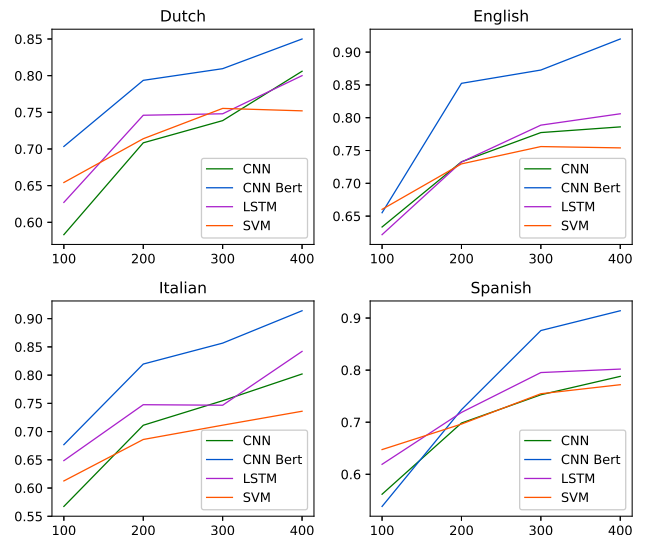 Dutch
0.85
0.80
0.75
0.70
0.65
0.60
100 200 300 400
CNN
CNN Bert
LSTM
SVM
English
0.90
0.85
0.80
0.75
0.70
0.65
100 200 300 400
CNN
CNN Bert
LSTM
SVM
Italian
0.90
0.85
0.80
0.75
0.70
0.65
0.60
0.55
100 200 300 400
CNN
CNN Bert
LSTM
SVM
Spanish
0.9
0.8
0.7
0.6
100 200 300 400
CNN
CNN Bert
LSTM
SVM